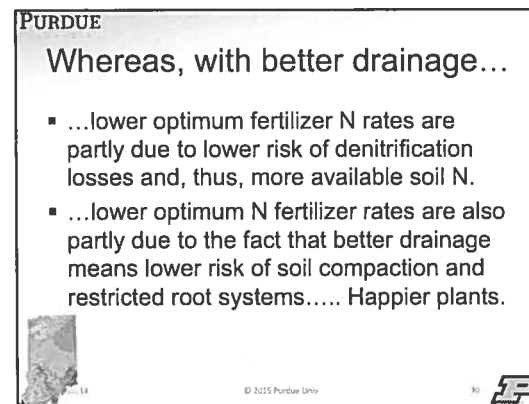 PURDUE
Whereas, with better drainage...
▪ ...lower optimum fertilizer N rates are
partly due to lower risk of denitrification
losses and, thus, more available soil N.
▪ ...lower optimum N fertilizer rates are also
partly due to the fact that better drainage
means lower risk of soil compaction and
restricted root systems..... Happier plants.
© 2015 Purdue Univ